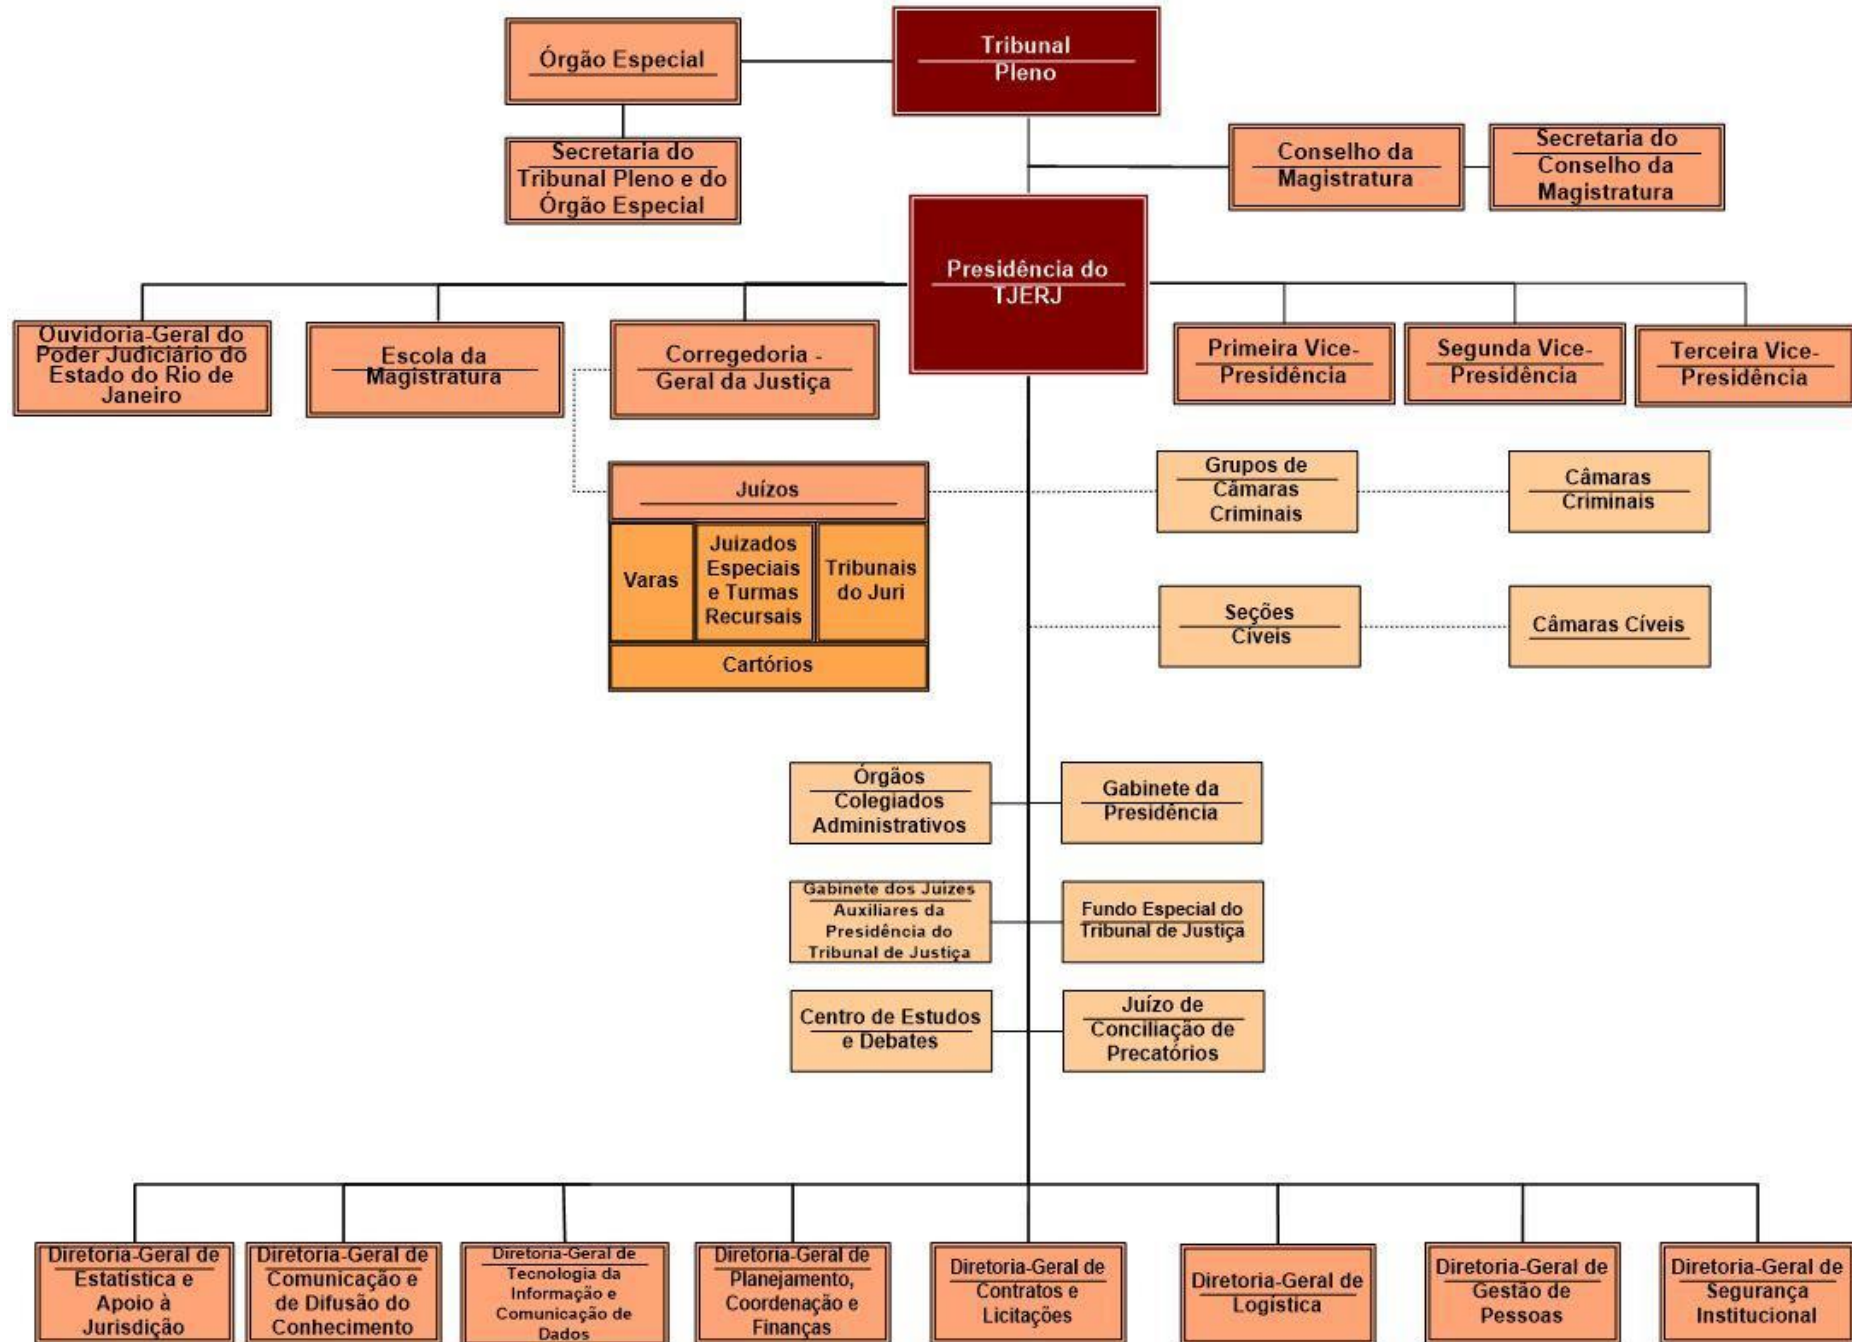 Órgão Especial
Tribunal
Pleno
Secretaria do
Tribunal Pleno e do
Órgão Especial
Conselho da
Magistratura
Secretaria do
Conselho da
Magistratura
Presidência do
TJERJ
Ouvidoria-Geral do
Poder Judiciário do
Estado do Rio de
Janeiro
Escola da
Magistratura
Corregedoria -
Geral da Justiça
Primeira Vice-
Presidência
Segunda Vice-
Presidência
Terceira Vice-
Presidência
Juízos
Varas
Juizados
Especiais
e Turmas
Recursais
Tribunais
do Juri
Cartórios
Grupos de
Câmaras
Criminais
Câmaras
Criminais
Seções
Cíveis
Câmaras Cíveis
Órgãos
Colegiados
Administrativos
Gabinete da
Presidência
Gabinete dos Juízes
Auxiliares da
Presidência do
Tribunal de Justiça
Fundo Especial do
Tribunal de Justiça
Centro de Estudos
e Debates
Juízo de
Conciliação de
Precatórios
Diretoria-Geral de
Estatística e
Apoio à
Jurisdição
Diretoria-Geral de
Comunicação e
de Difusão do
Conhecimento
Diretoria-Geral de
Tecnologia da
Informação e
Comunicação de
Dados
Diretoria-Geral de
Planejamento,
Coordenação e
Finanças
Diretoria-Geral de
Contratos e
Licitações
Diretoria-Geral de
Logística
Diretoria-Geral de
Gestão de
Pessoas
Diretoria-Geral de
Segurança
Institucional